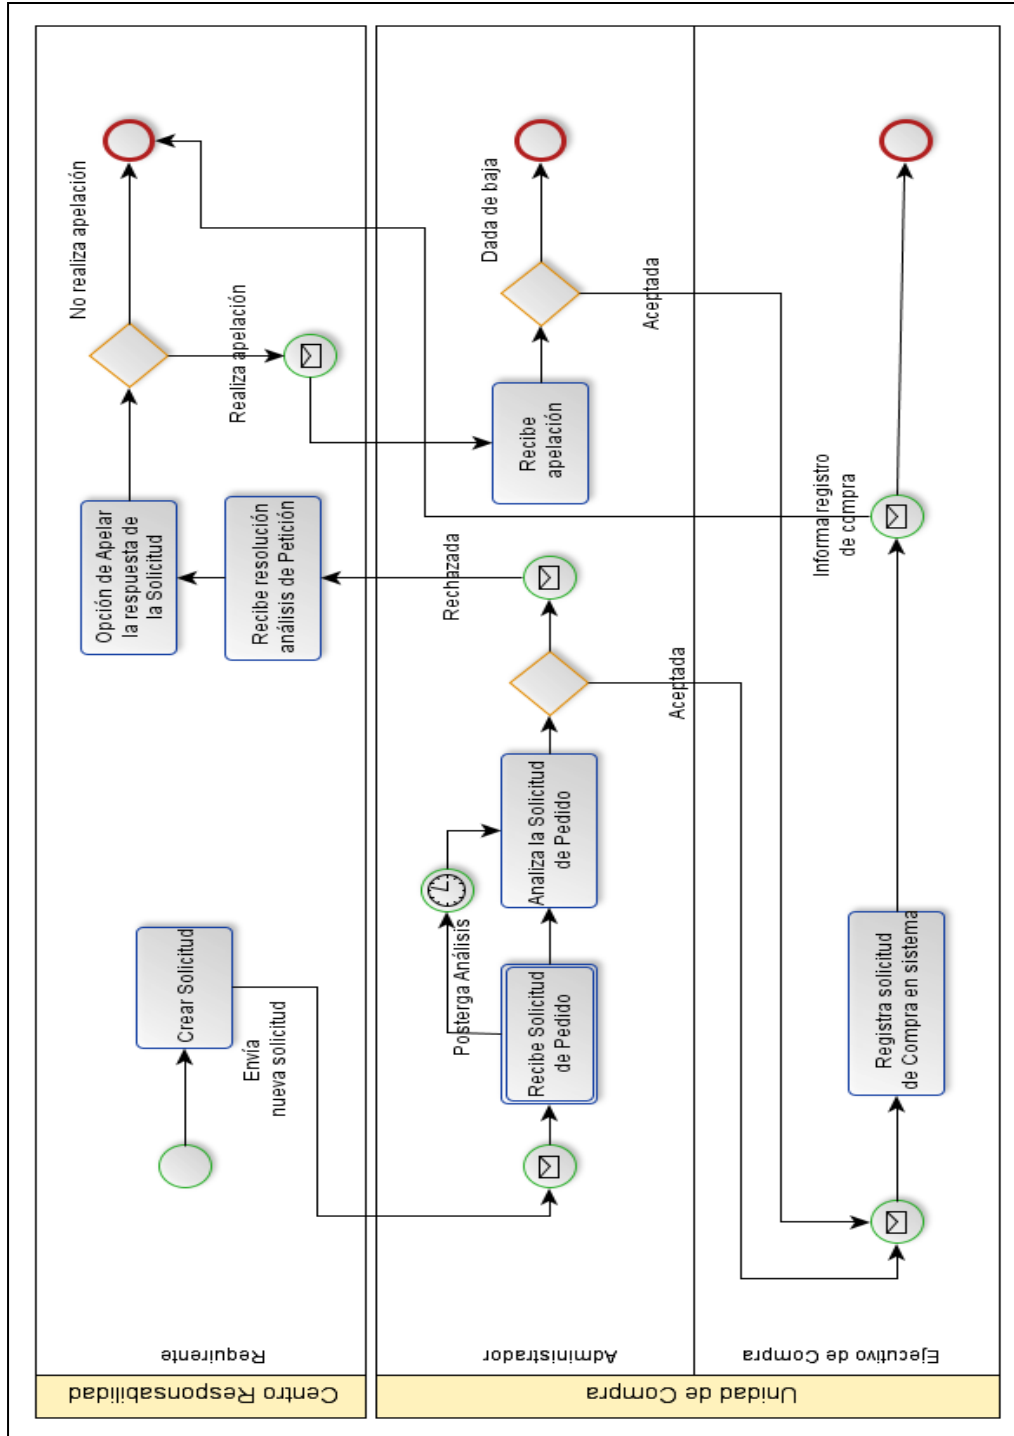 Centro Responsabilidad
Requirente
Crear Solicitud
Envía
nueva solicitud
Opción de Apelar
la respuesta de
la Solicitud
Recibe resolución
análisis de Petición
No realiza apelación
Realiza apelación
Unidad de Compra
Administrador
Recibe Solicitud
de Pedido
Posterga Análisis
Analiza la Solicitud
de Pedido
Rechazada
Aceptada
Recibe
apelación
Dada de baja
Aceptada
Ejecutivo de Compra
Registra solicitud
de Compra en sistema
Informa registro
de compra